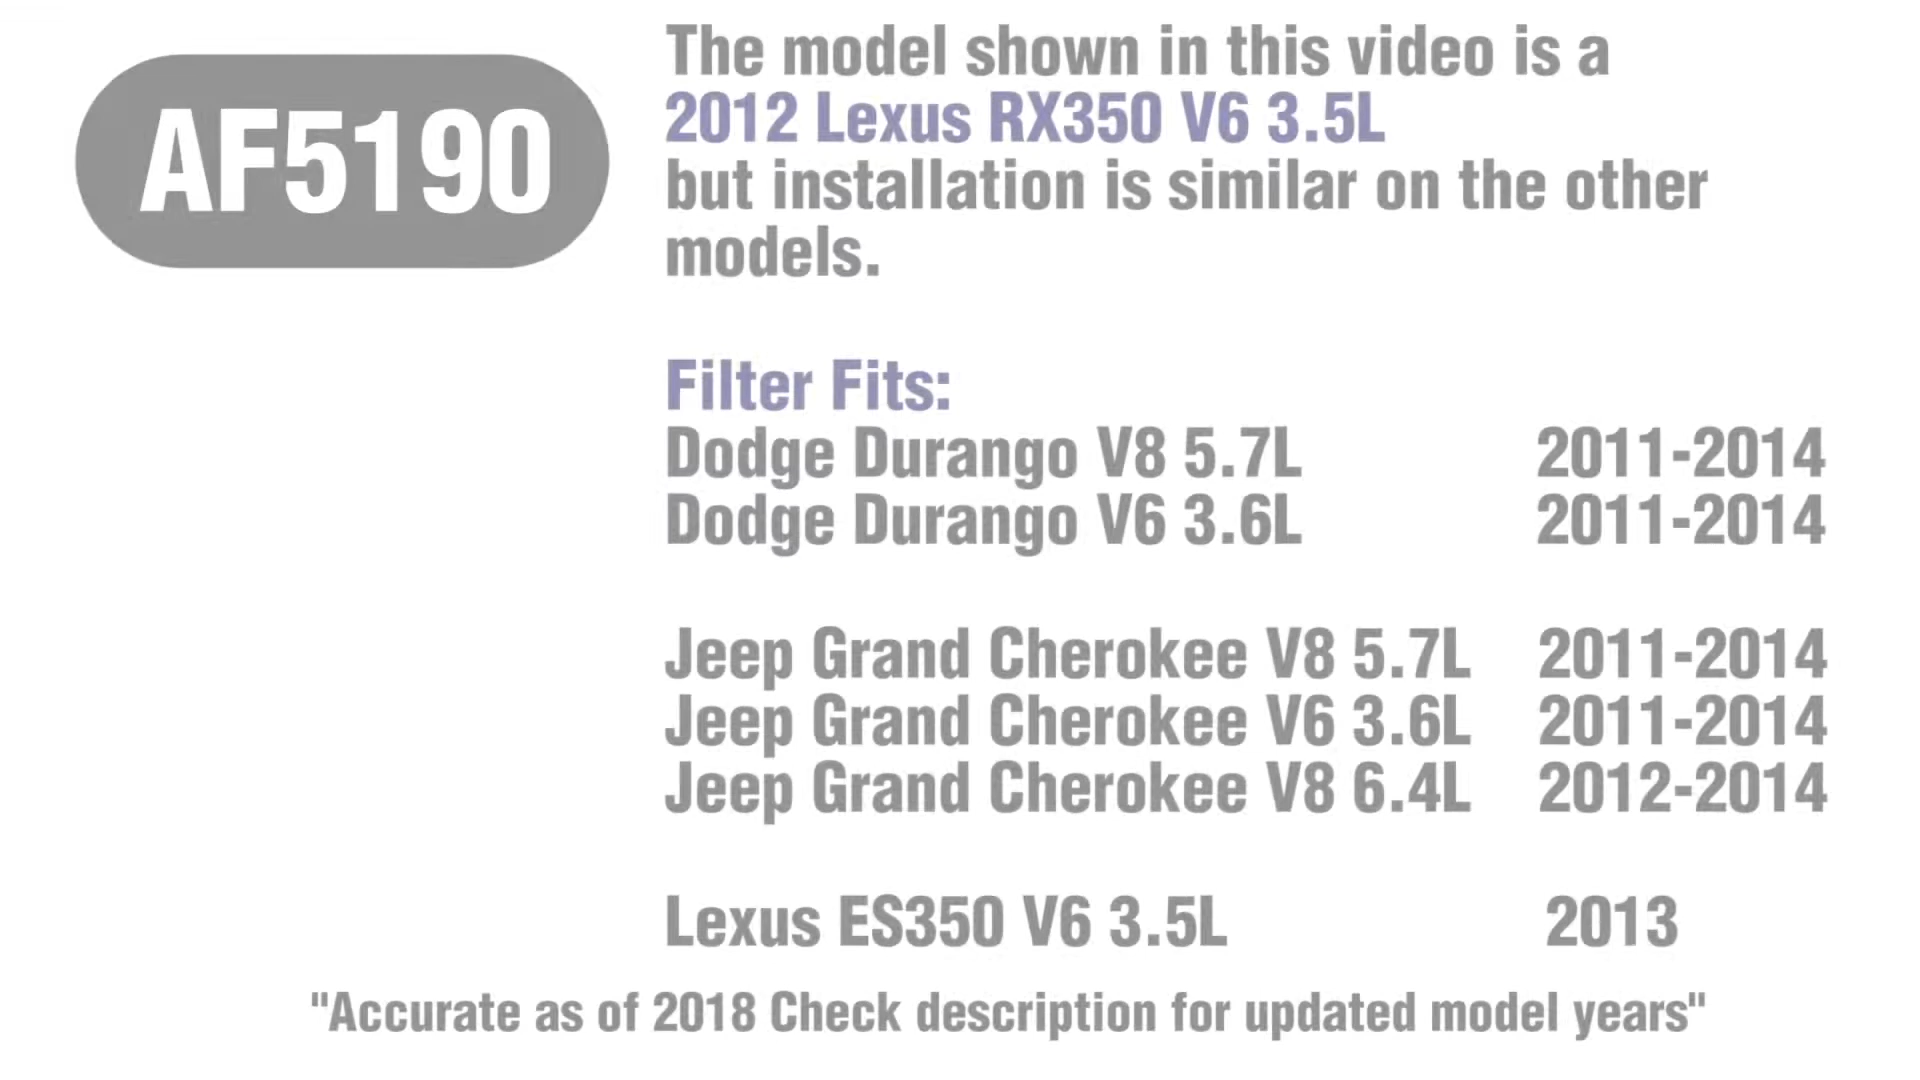 AF5190
The model shown in this video is a
2012 Lexus RX350 V6 3.5L
but installation is similar on the other
models.
Filter Fits:
Dodge Durango V8 5.7L 2011-2014
Dodge Durango V6 3.6L 2011-2014
Jeep Grand Cherokee V8 5.7L 2011-2014
Jeep Grand Cherokee V6 3.6L 2011-2014
Jeep Grand Cherokee V8 6.4L 2012-2014
Lexus ES350 V6 3.5L 2013
"Accurate as of 2018 Check description for updated model years"